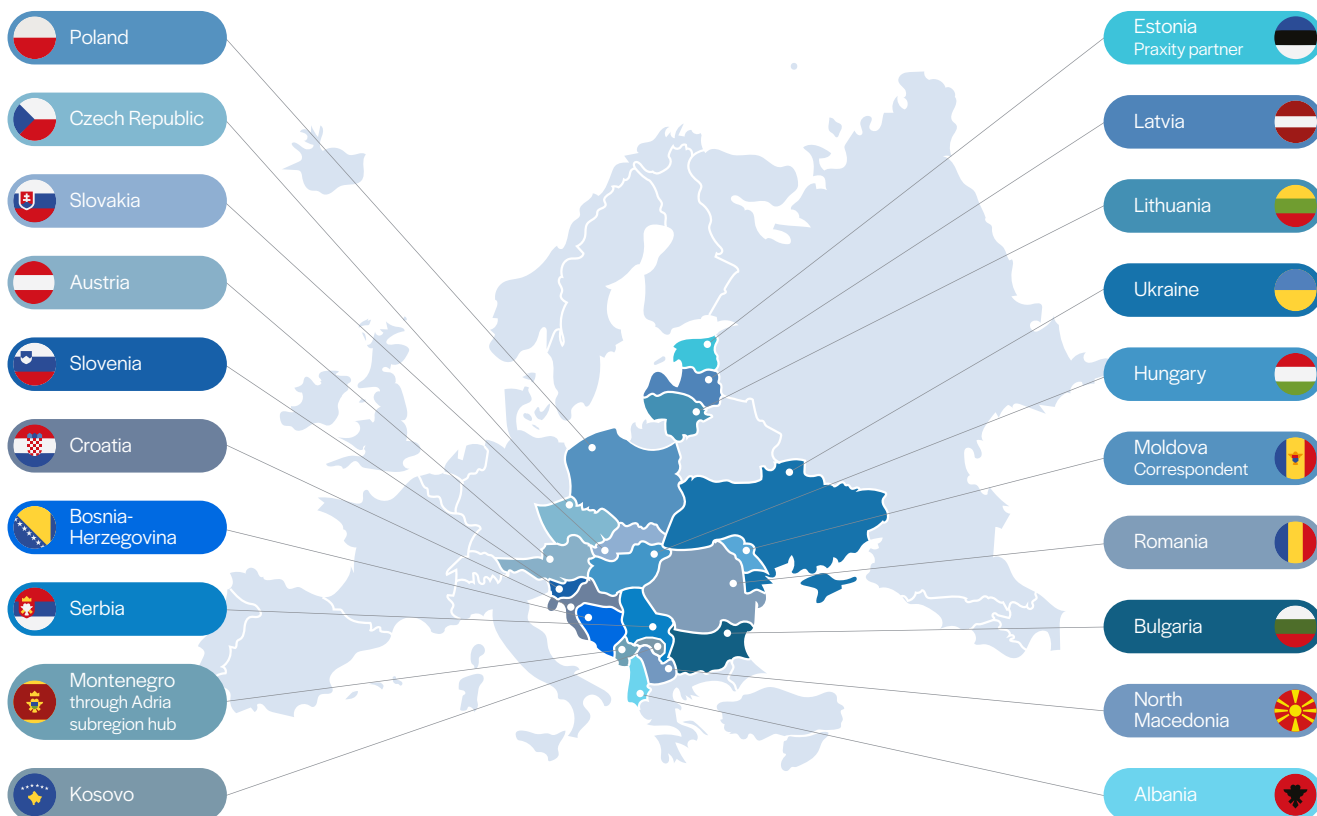 Poland
Czech Republic
Slovakia
Austria
Slovenia
Croatia
Bosnia-
Herzegovina
Serbia
Montenegro
through Adria
subregion hub
Kosovo
Estonia
Praxity partner
Latvia
Lithuania
Ukraine
Hungary
Moldova
Correspondent
Romania
Bulgaria
North
Macedonia
Albania